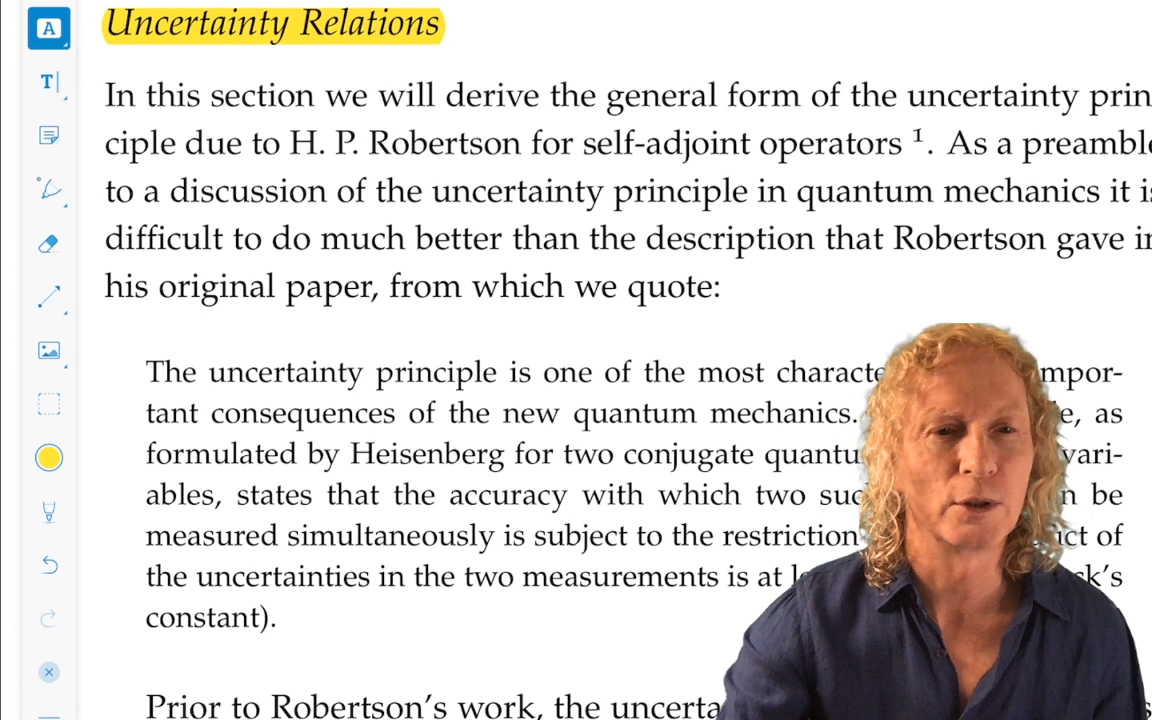 A
Uncertainty Relations
T
In this section we will derive the general form of the uncertainty prin
ciple due to H. P. Robertson for self-adjoint operators ¹. As a preamble
to a discussion of the uncertainty principle in quantum mechanics it is
difficult to do much better than the description that Robertson gave in
his original paper, from which we quote:
The uncertainty principle is one of the most characte mpor-
tant consequences of the new quantum mechanics. e, as
formulated by Heisenberg for two conjugate quantu vari-
ables, states that the accuracy with which two suc n be
measured simultaneously is subject to the restriction ct of
the uncertainties in the two measurements is at l k's
constant).
Prior to Robertson's work, the uncerta